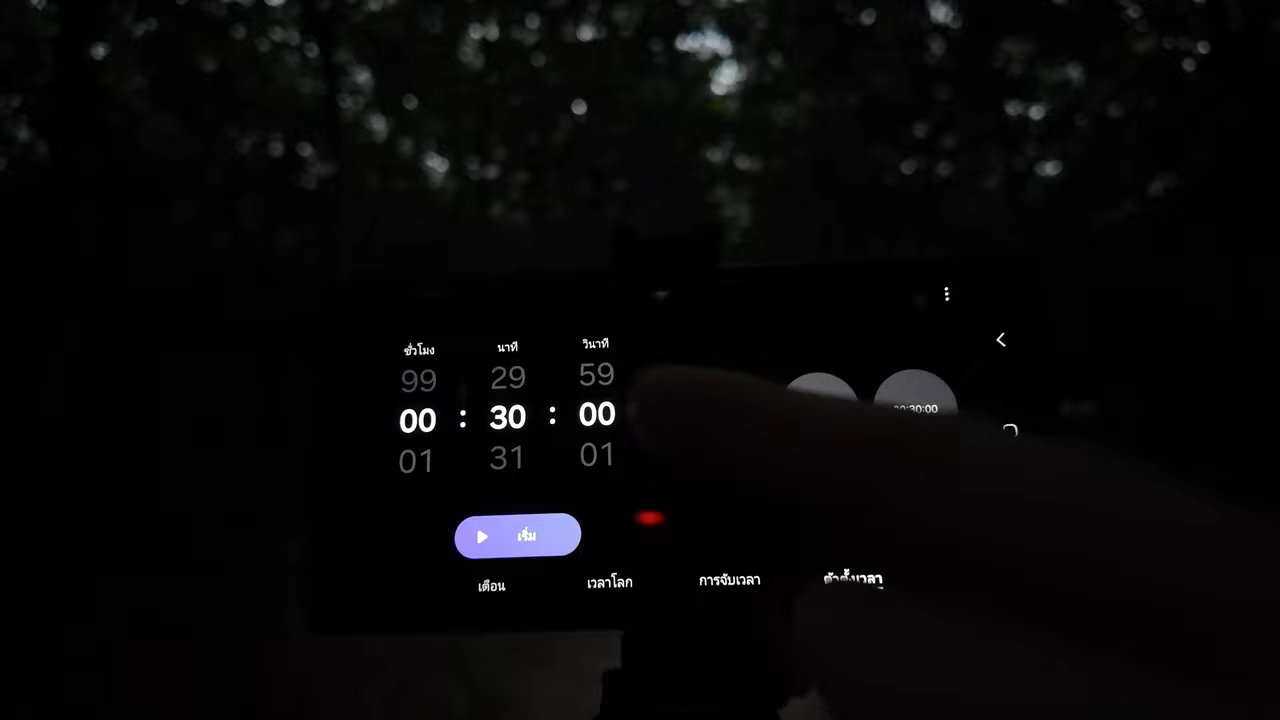 ชั่วโมง นาที วินาที
99 29 59
00 : 30 : 00
01 31 01
00:30:00
เริ่ม
เตือน เวลาโลก การจับเวลา ตัวตั้งเวลา